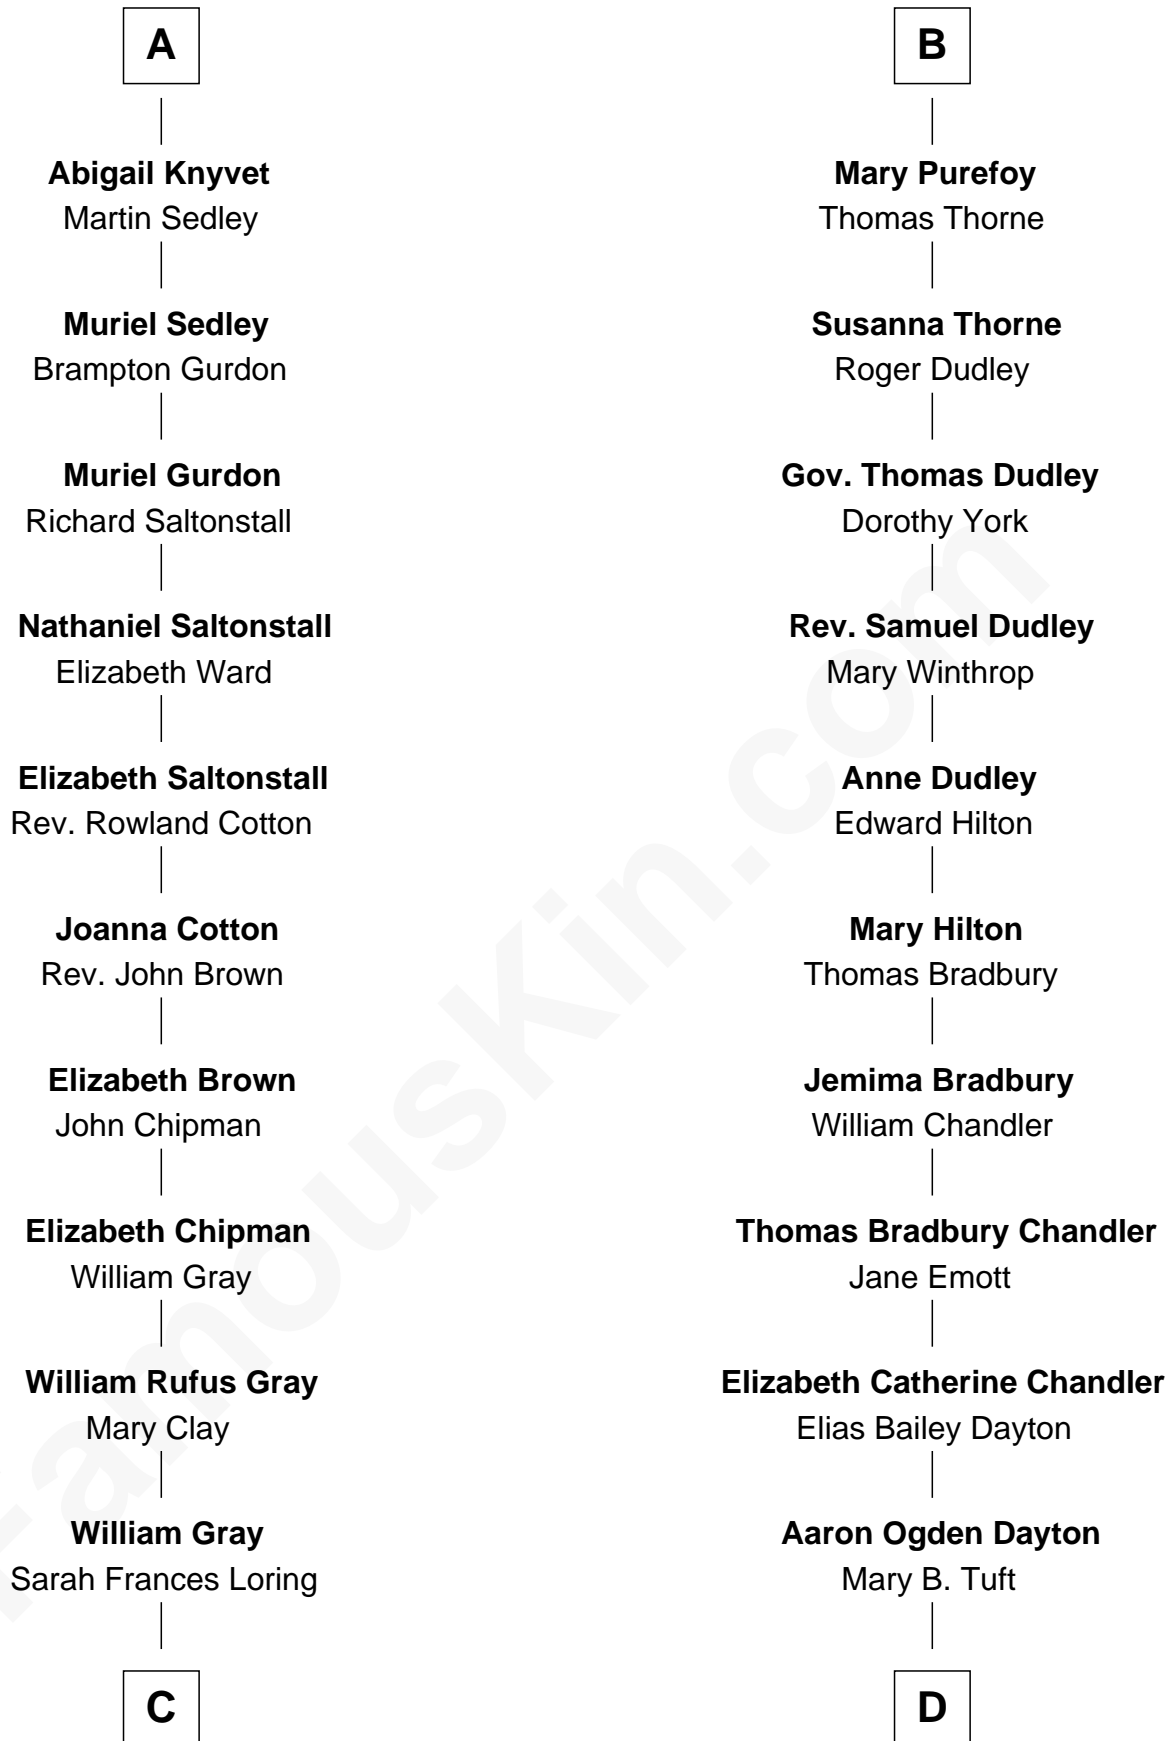 A
Abigail Knyvet
Martin Sedley
Muriel Sedley
Brampton Gurdon
Muriel Gurdon
Richard Saltonstall
Nathaniel Saltonstall
Elizabeth Ward
Elizabeth Saltonstall
Rev. Rowland Cotton
Joanna Cotton
Rev. John Brown
Elizabeth Brown
John Chipman
Elizabeth Chipman
William Gray
William Rufus Gray
Mary Clay
William Gray
Sarah Frances Loring
C
B
Mary Purefoy
Thomas Thorne
Susanna Thorne
Roger Dudley
Gov. Thomas Dudley
Dorothy York
Rev. Samuel Dudley
Mary Winthrop
Anne Dudley
Edward Hilton
Mary Hilton
Thomas Bradbury
Jemima Bradbury
William Chandler
Thomas Bradbury Chandler
Jane Emott
Elizabeth Catherine Chandler
Elias Bailey Dayton
Aaron Ogden Dayton
Mary B. Tuft
D
FamousKin.com